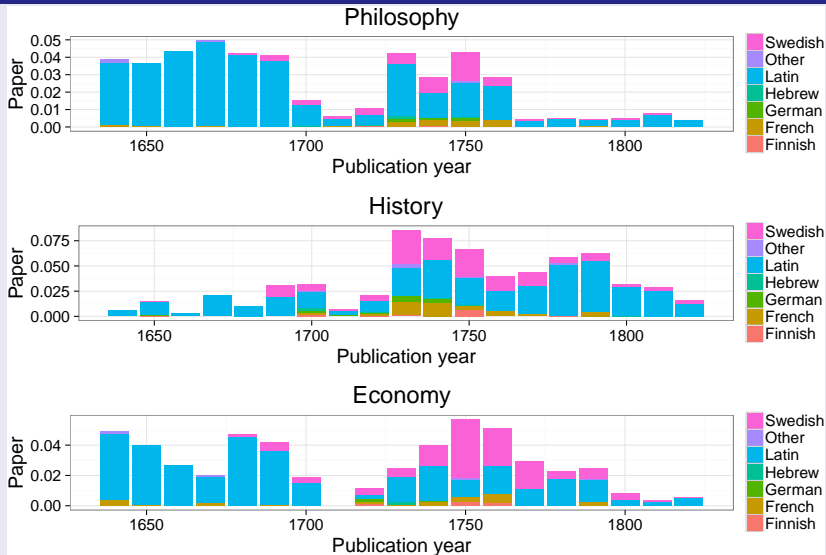 Philosophy
0.05
0.04
0.03
0.02
0.01
0.00
Paper
1650 1700 1750 1800
Publication year
Swedish
Other
Latin
Hebrew
German
French
Finnish
History
0.075
0.050
0.025
0.000
Paper
1650 1700 1750 1800
Publication year
Swedish
Other
Latin
Hebrew
German
French
Finnish
Economy
0.04
0.02
0.00
Paper
1650 1700 1750 1800
Publication year
Swedish
Other
Latin
Hebrew
German
French
Finnish